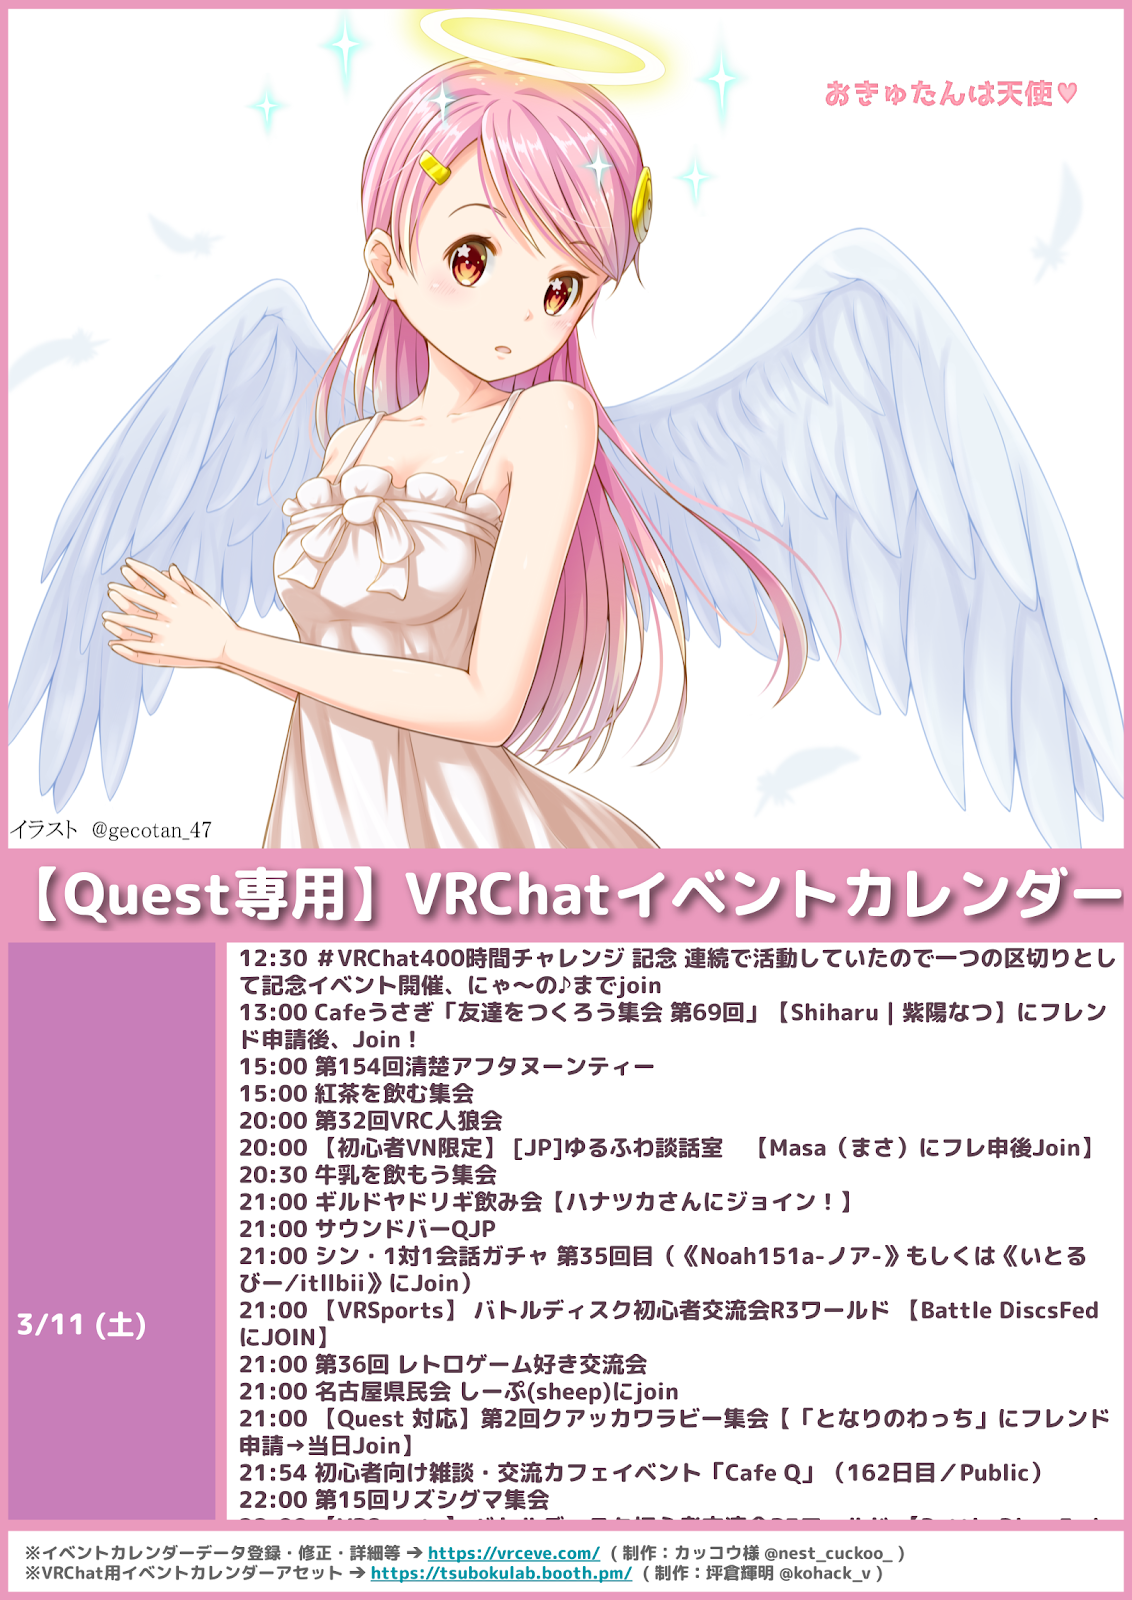 おきゅたんは天使♥
イラスト @gecotan_47
【Quest専用】VRChatイベントカレンダー
3/11 (土)
12:30 ＃VRChat400時間チャレンジ 記念 連続で活動していたので一つの区切りとし
て記念イベント開催、にゃ～の♪までjoin
13:00 Cafeうさぎ「友達をつくろう集会 第69回」【Shiharu | 紫陽なつ】にフレン
ド申請後、Join！
15:00 第154回清楚アフタヌーンティー
15:00 紅茶を飲む集会
20:00 第32回VRC人狼会
20:00 【初心者VN限定】 [JP]ゆるふわ談話室　【Masa（まさ）にフレ申後Join】
20:30 牛乳を飲もう集会
21:00 ギルドヤドリギ飲み会【ハナツカさんにジョイン！】
21:00 サウンドバーQJP
21:00 シン・1対1会話ガチャ 第35回目（《Noah151a-ノア-》もしくは《いとる
びー/itllbii》にJoin）
21:00 【VRSports】 バトルディスク初心者交流会R3ワールド 【Battle DiscsFed
にJOIN】
21:00 第36回 レトロゲーム好き交流会
21:00 名古屋県民会 しーぷ(sheep)にjoin
21:00 【Quest 対応】第2回クアッカワラビー集会【「となりのわっち」にフレンド
申請→当日Join】
21:54 初心者向け雑談・交流カフェイベント「Cafe Q」（162日目／Public）
22:00 第15回リズシグマ集会
※イベントカレンダーデータ登録・修正・詳細等 → https://vrceve.com/ ( 制作：カッコウ様 @nest_cuckoo_ )
※VRChat用イベントカレンダーアセット → https://tsubokulab.booth.pm/ ( 制作：坪倉輝明 @kohack_v )